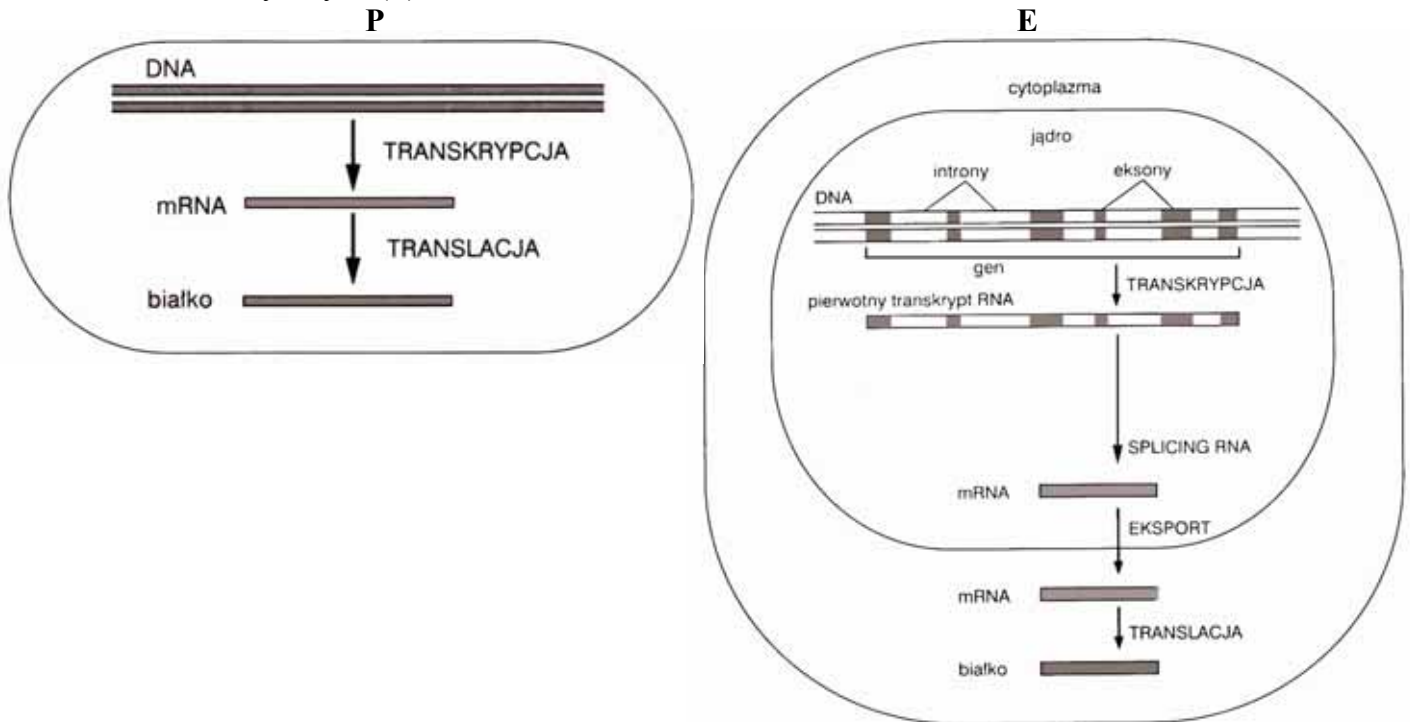 P
DNA
TRANSKRYPCJA
mRNA
TRANSLACJA
białko
E
cytoplazma
jądro
introny
eksony
DNA
gen
TRANSKRYPCJA
pierwotny transkrypt RNA
SPLICING RNA
mRNA
EKSPORT
mRNA
TRANSLACJA
białko